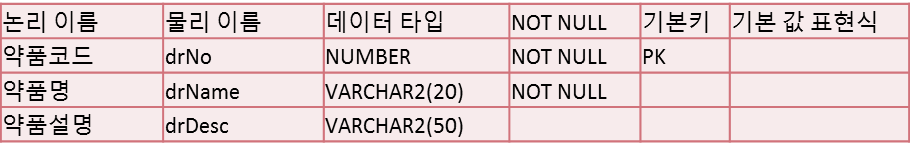 논리 이름 물리 이름 데이터 타입 NOT NULL 기본키 기본 값 표현식
약품코드 drNo NUMBER NOT NULL PK
약품명 drName VARCHAR2(20) NOT NULL
약품설명 drDesc VARCHAR2(50)